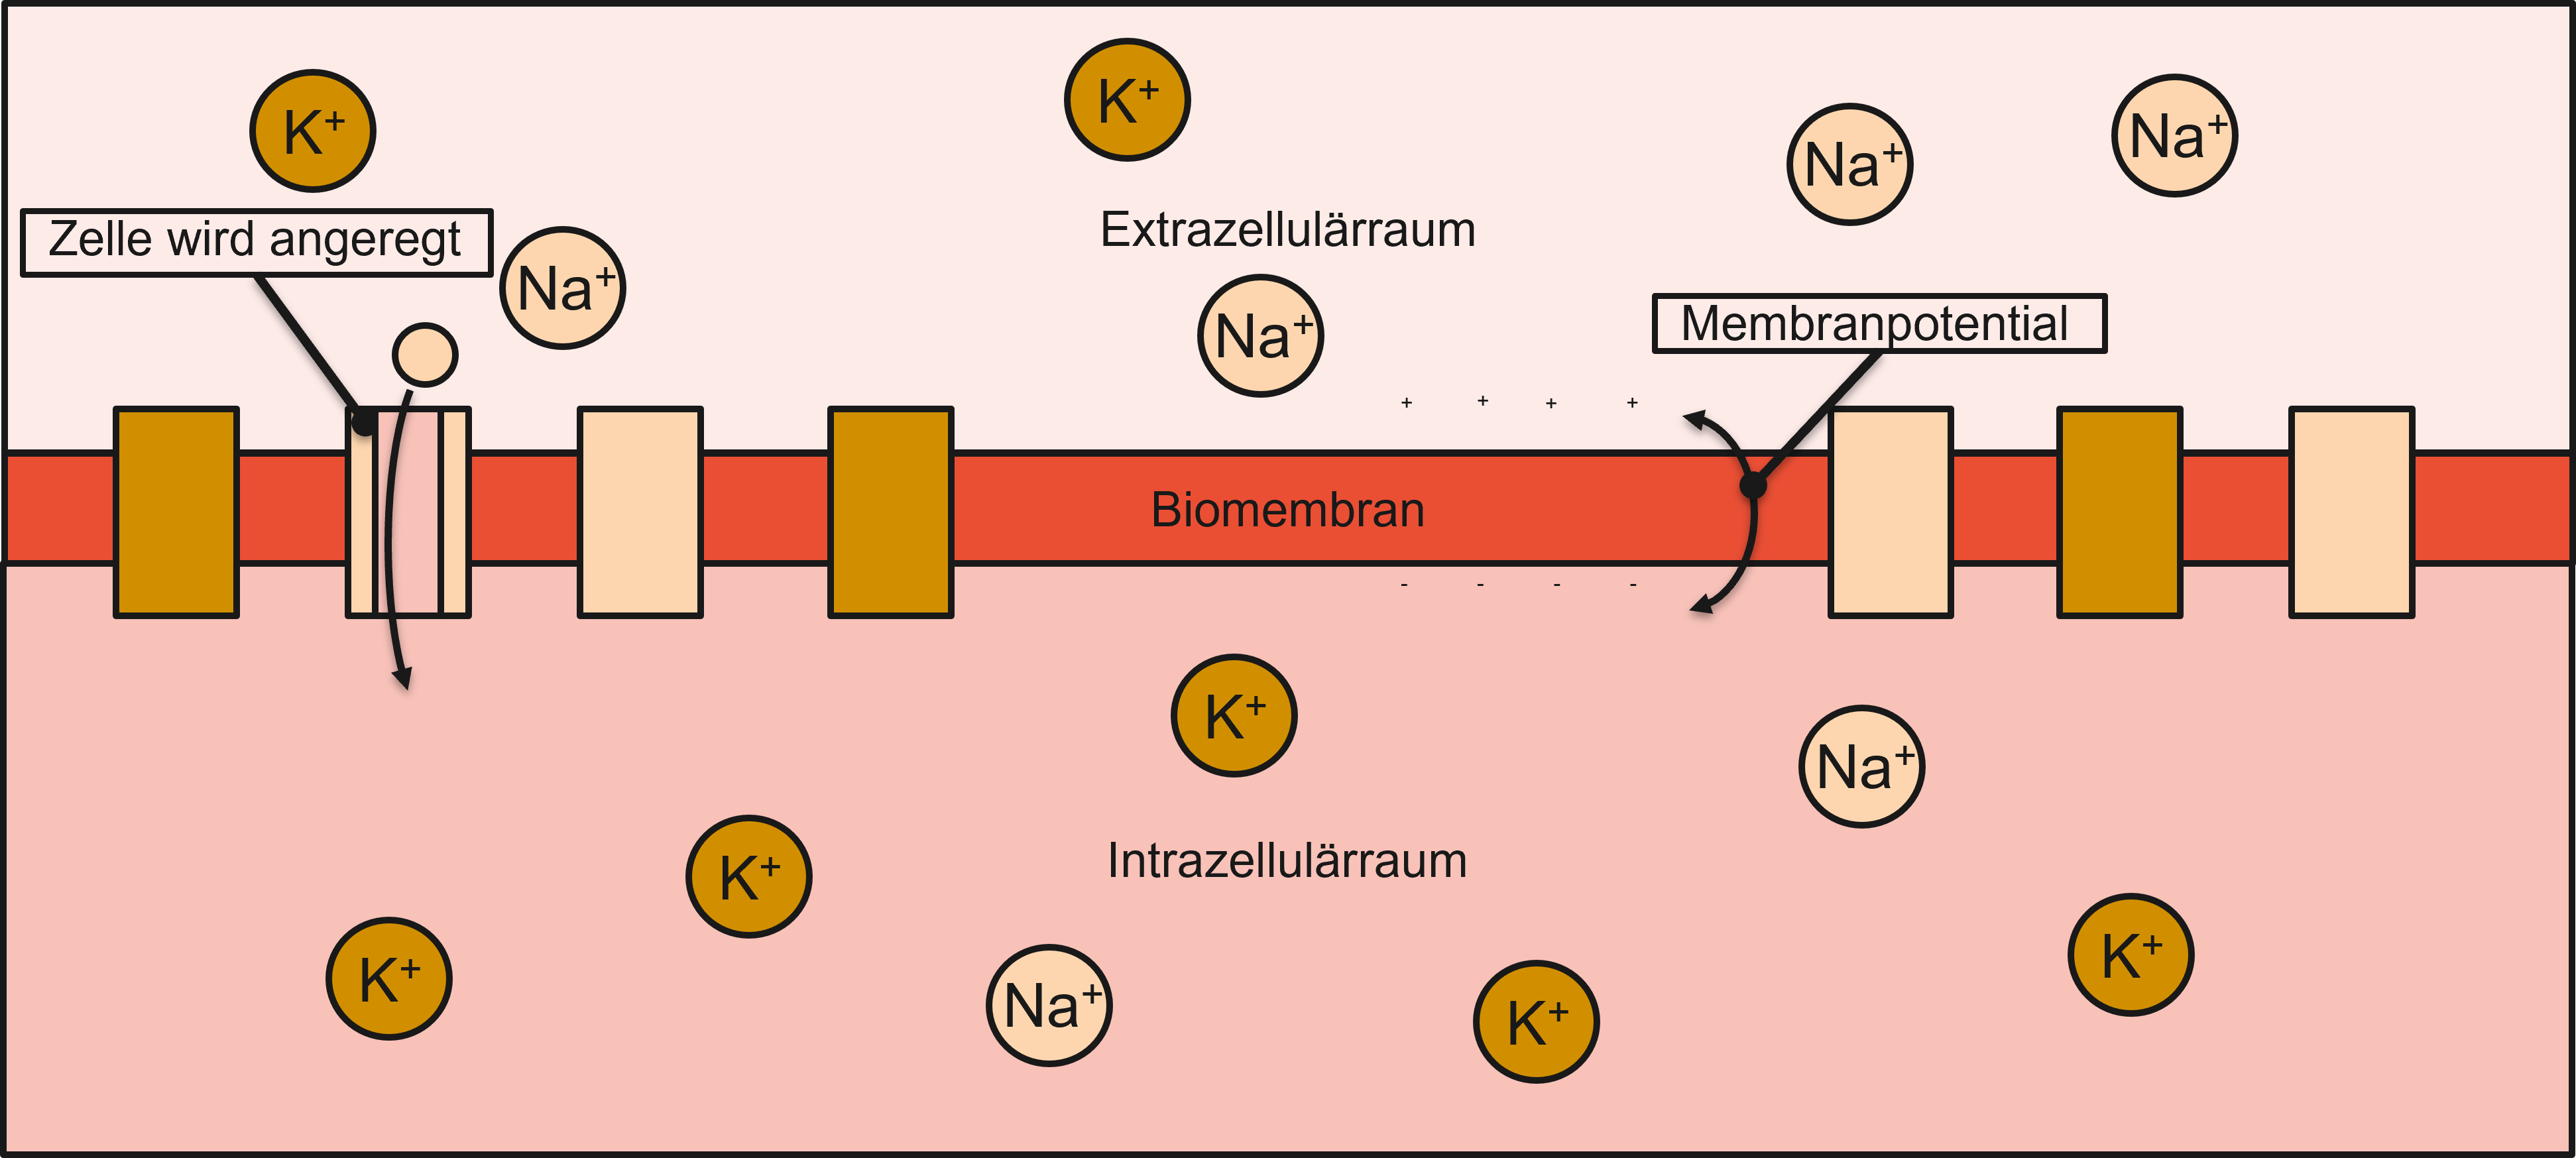 K⁺
K⁺
Na⁺
Na⁺
Zelle wird angeregt
Na⁺
Extrazellulärraum
Na⁺
Membranpotential
+ + + +
Biomembran
- - - -
K⁺
Na⁺
K⁺
Intrazellulärraum
K⁺
Na⁺
K⁺
K⁺